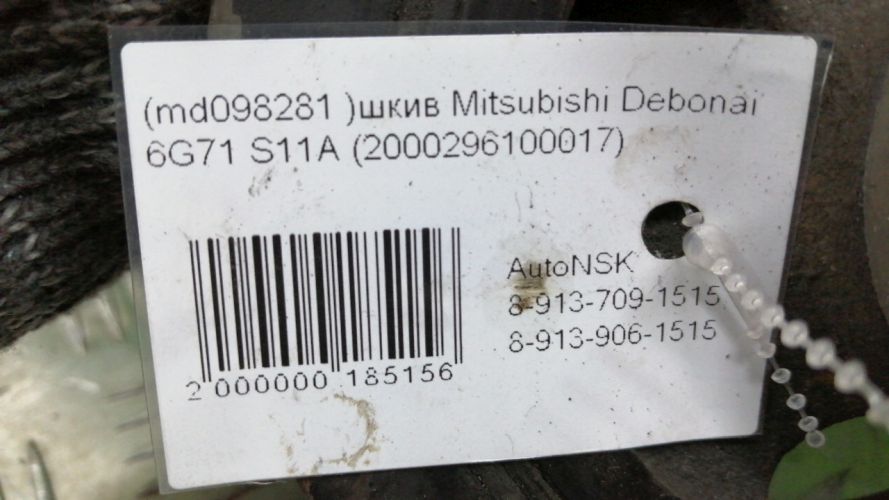 (md098281 )шкив Mitsubishi Debonai
6G71 S11A (2000296100017)
AutoNSK
8-913-709-1515
8-913-906-1515
2 000000 185156